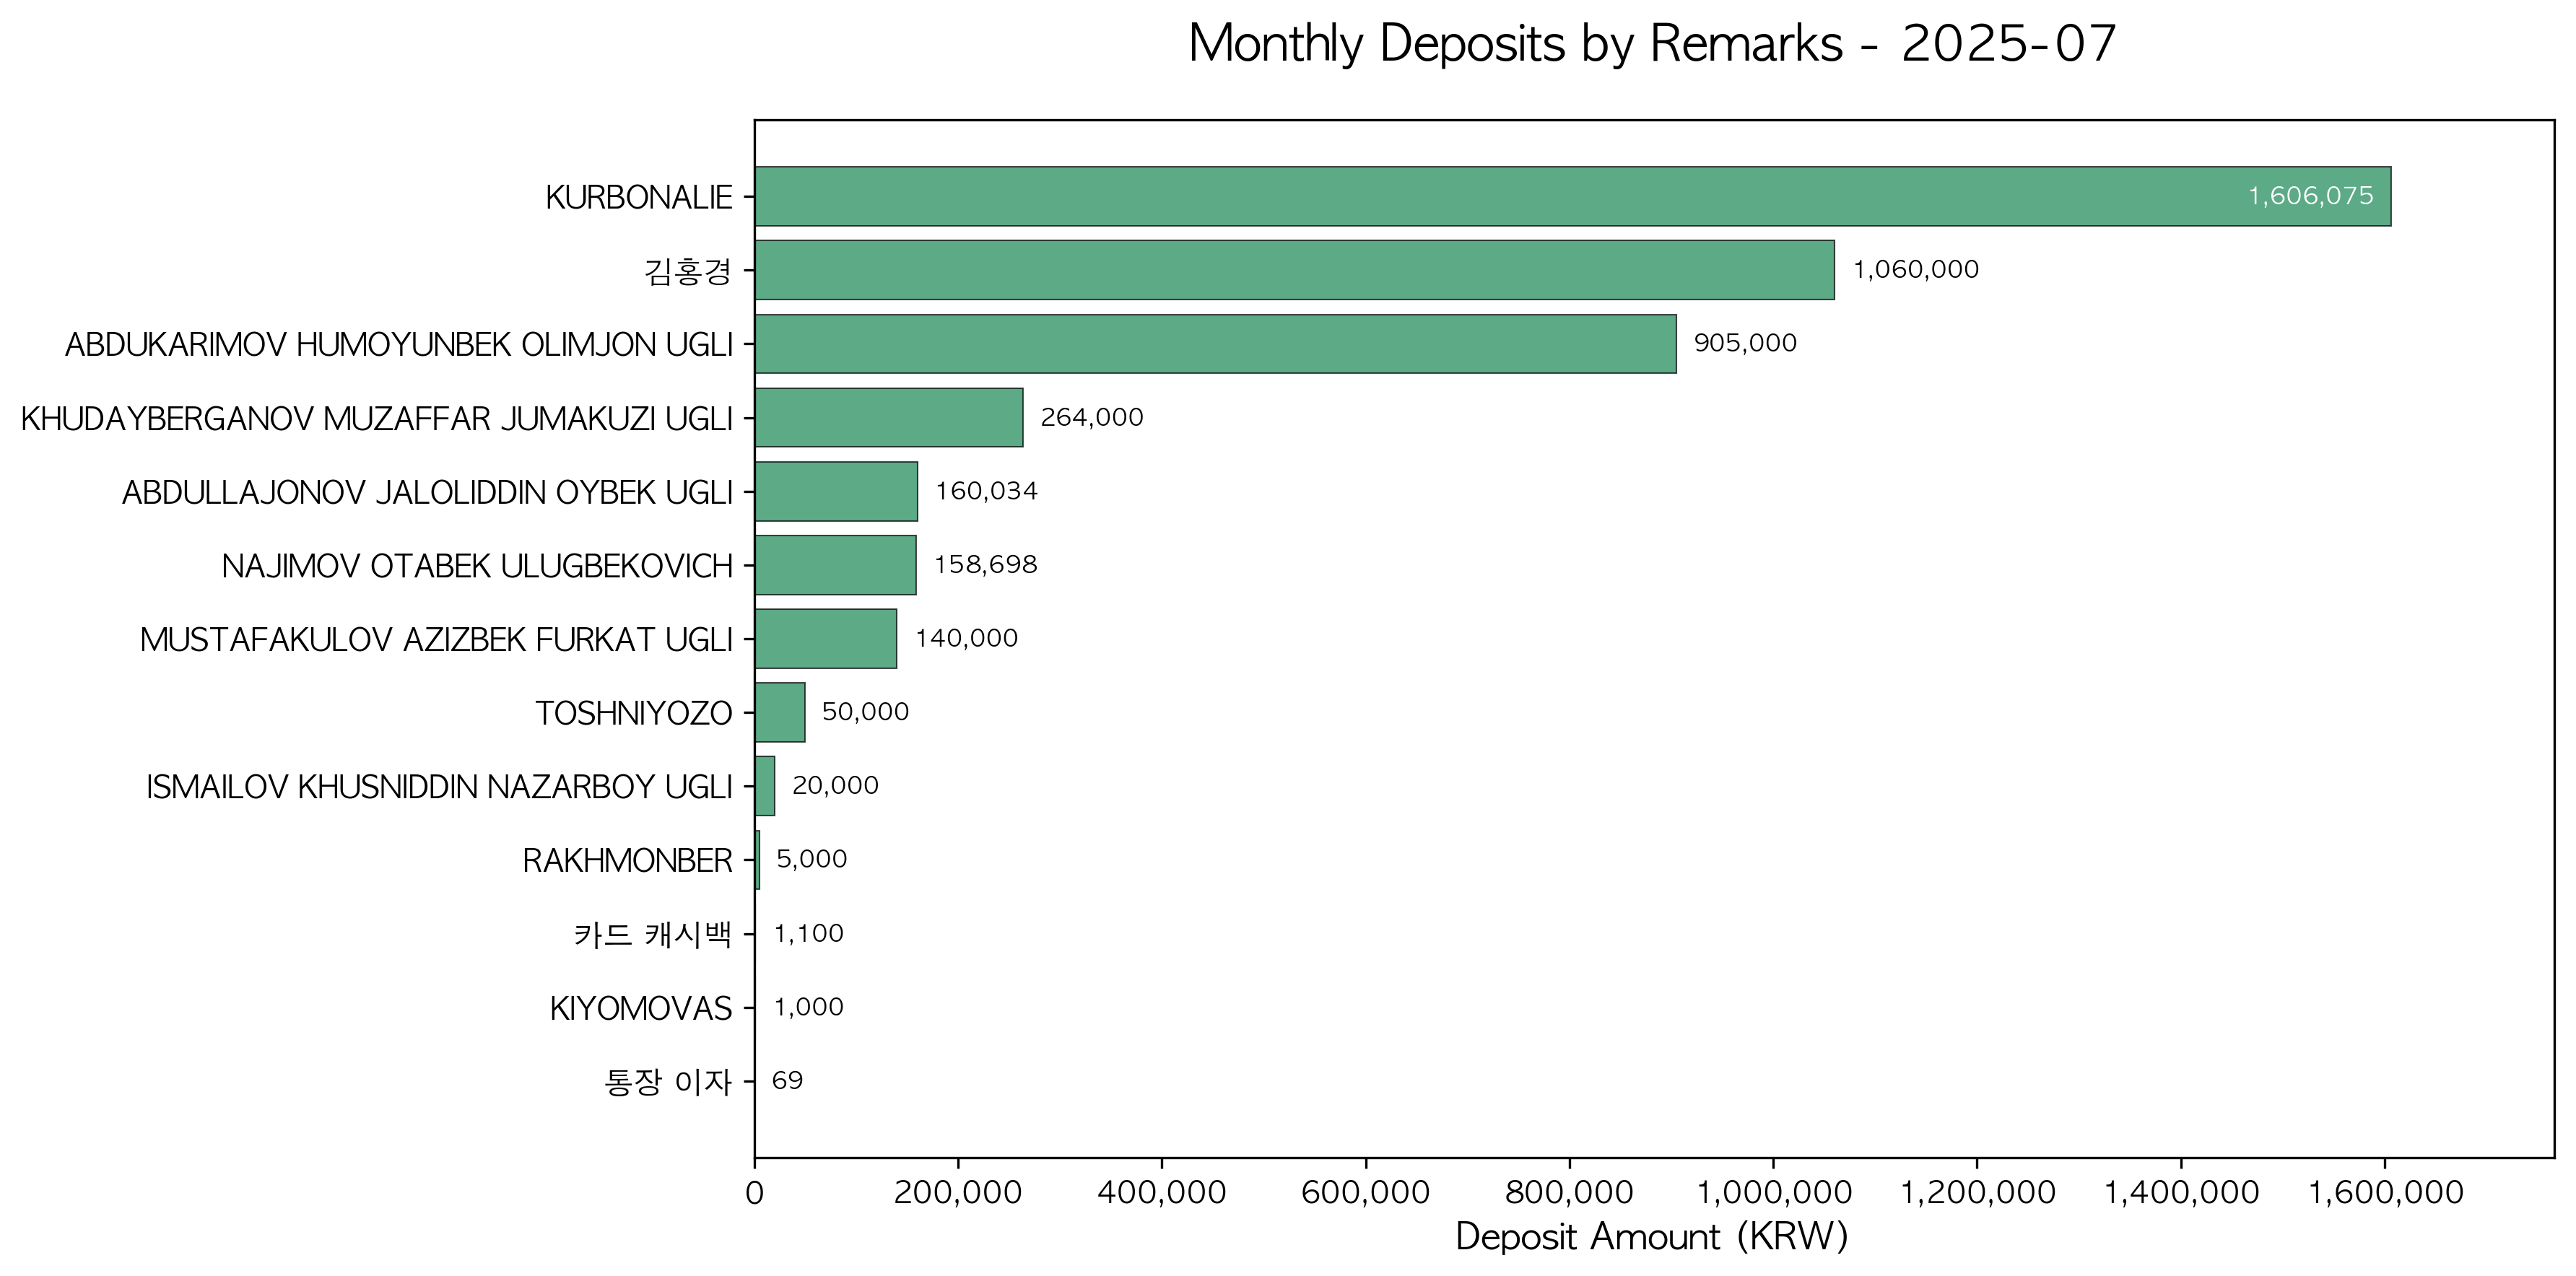 Monthly Deposits by Remarks - 2025-07
KURBONALIE 1,606,075
김홍경 1,060,000
ABDUKARIMOV HUMOYUNBEK OLIMJON UGLI 905,000
KHUDAYBERGANOV MUZAFFAR JUMAKUZI UGLI 264,000
ABDULLAJONOV JALOLIDDIN OYBEK UGLI 160,034
NAJIMOV OTABEK ULUGBEKOVICH 158,698
MUSTAFAKULOV AZIZBEK FURKAT UGLI 140,000
TOSHNIYOZO 50,000
ISMAILOV KHUSNIDDIN NAZARBOY UGLI 20,000
RAKHMONBER 5,000
카드 캐시백 1,100
KIYOMOVAS 1,000
통장 이자 69
0 200,000 400,000 600,000 800,000 1,000,000 1,200,000 1,400,000 1,600,000
Deposit Amount (KRW)